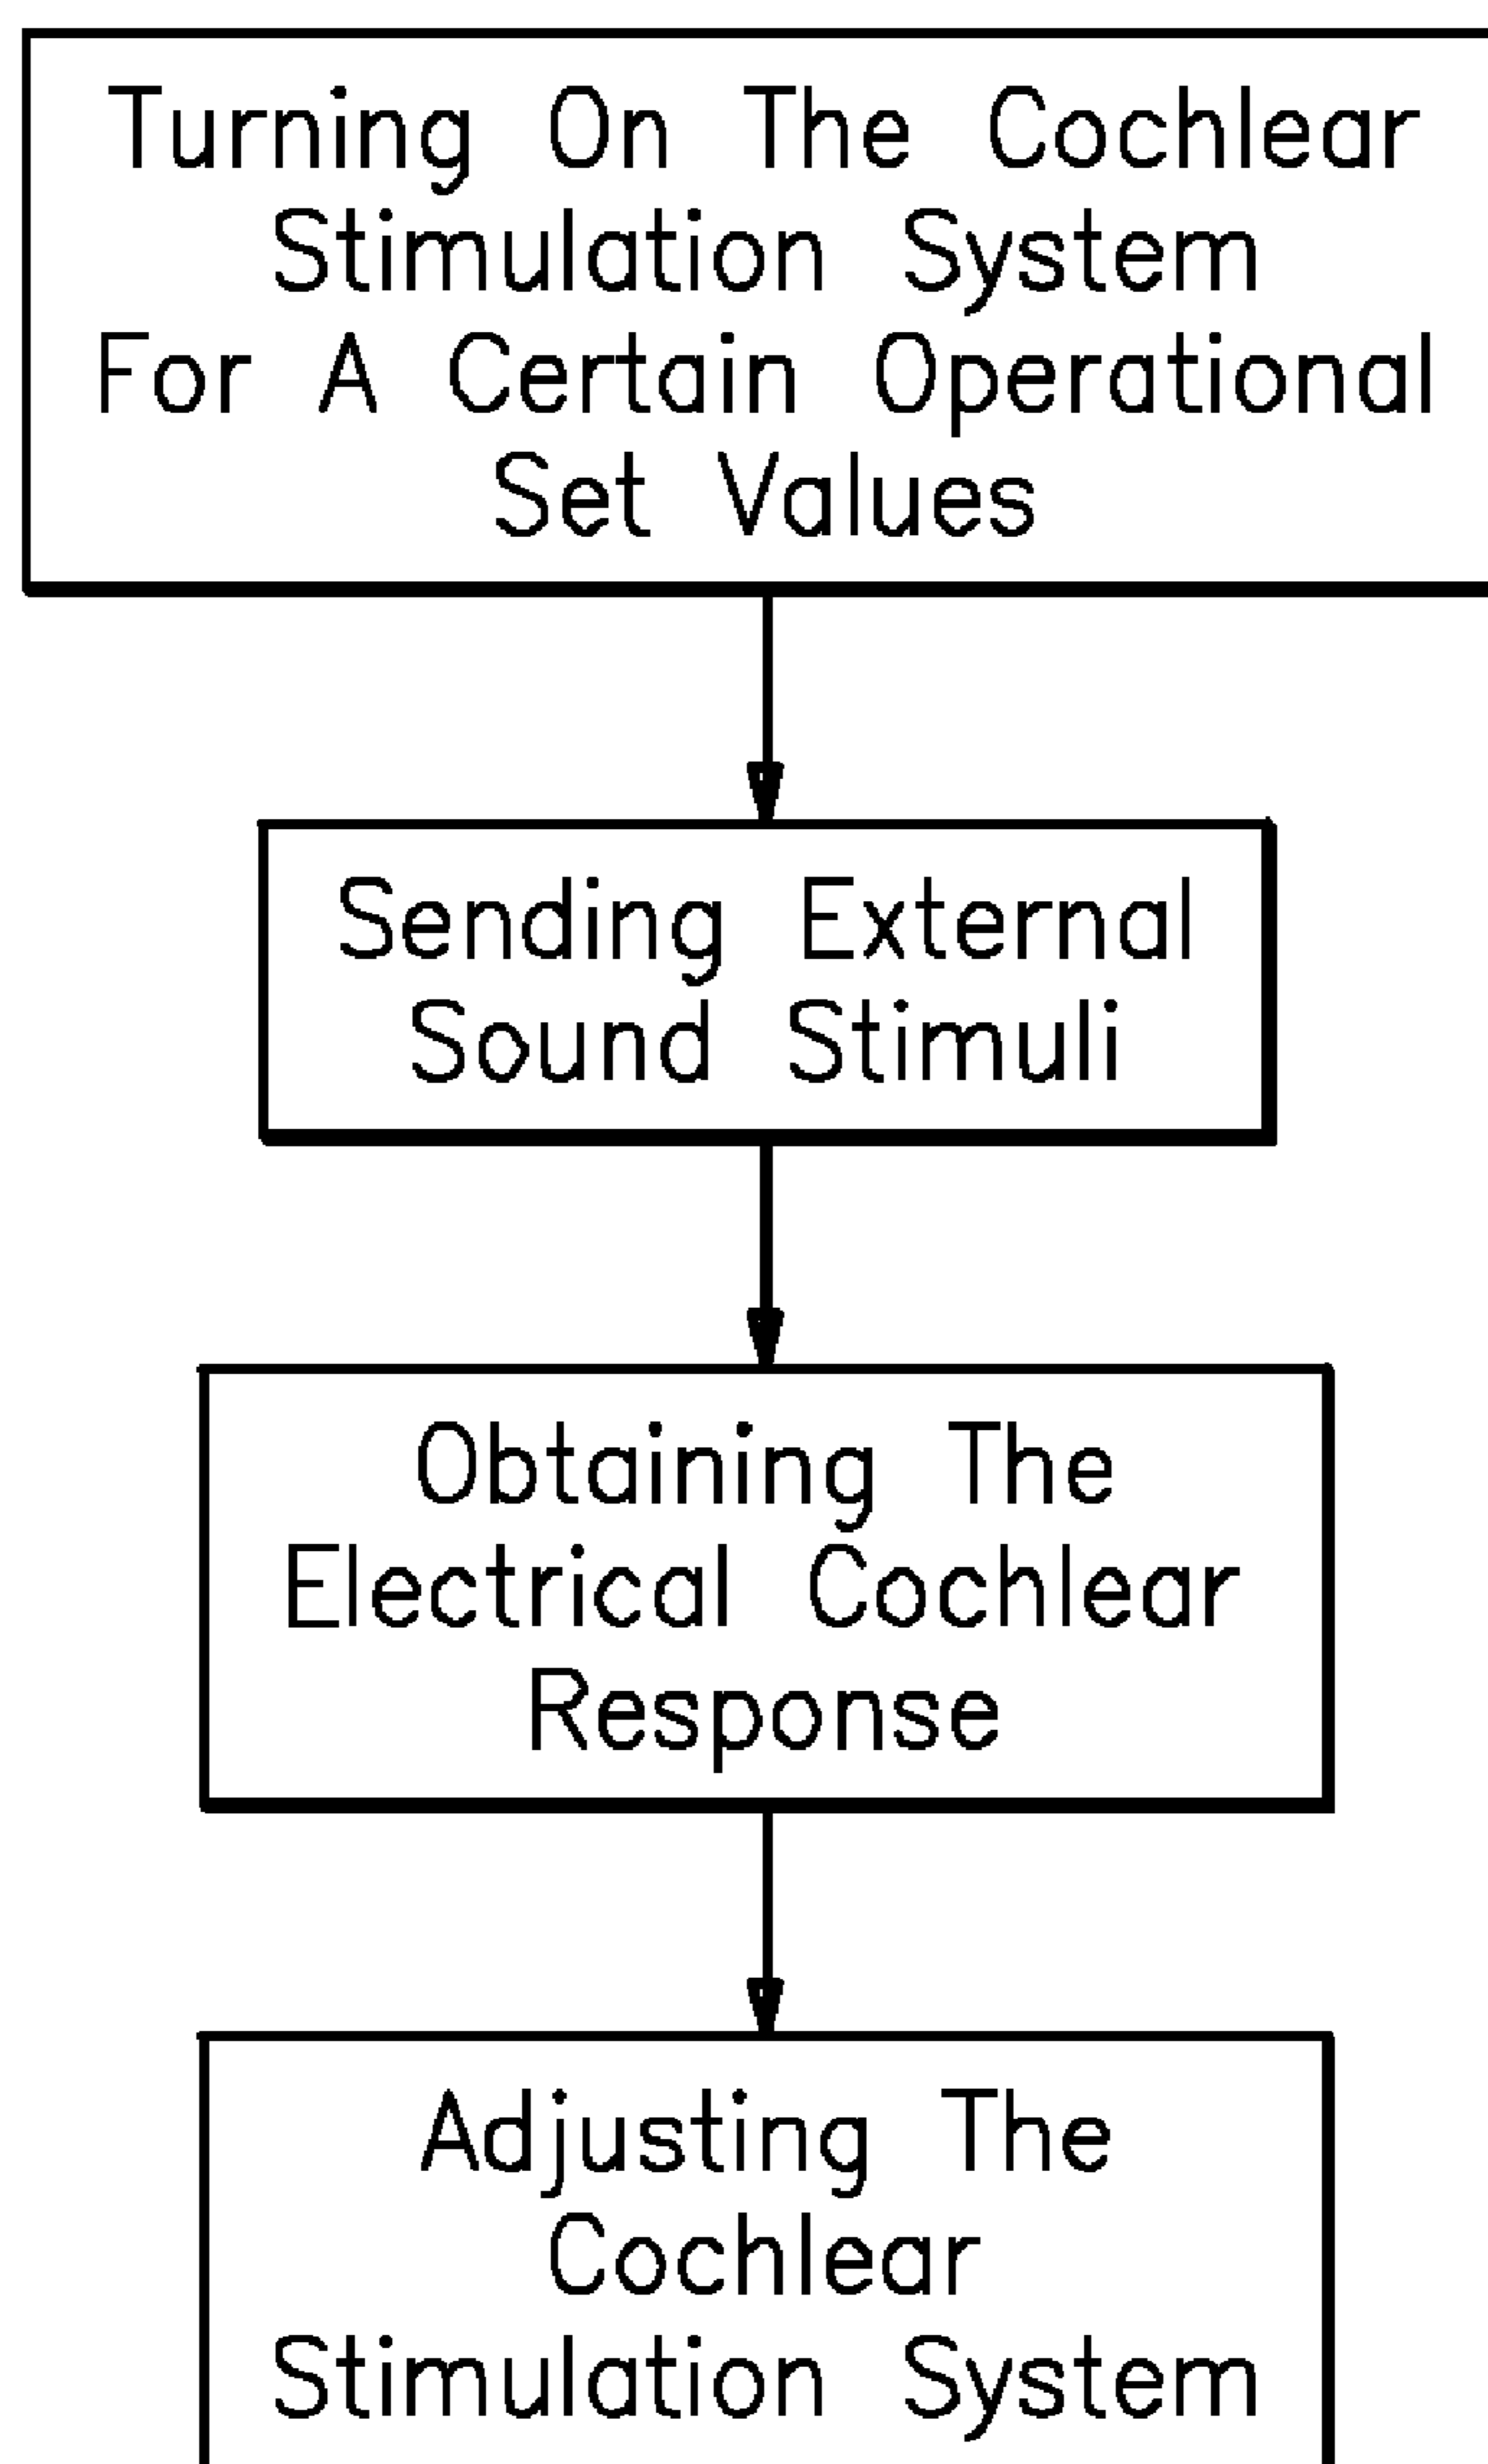 Turning On The Cochlear
Stimulation System
For A Certain Operational
Set Values
Sending External
Sound Stimuli
Obtaining The
Electrical Cochlear
Response
Adjusting The
Cochlear
Stimulation System